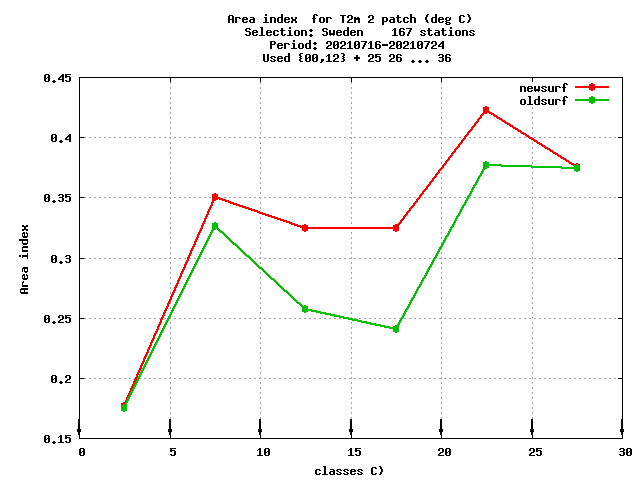 Area index  for T2m 2 patch (deg C)
Selection: Sweden    167 stations
Period: 20210716-20210724
Used {00,12} + 25 26 ... 36
newsurf
oldsurf
0.45
0.4
0.35
0.3
0.25
0.2
0.15
Area index
0 5 10 15 20 25 30
classes C)